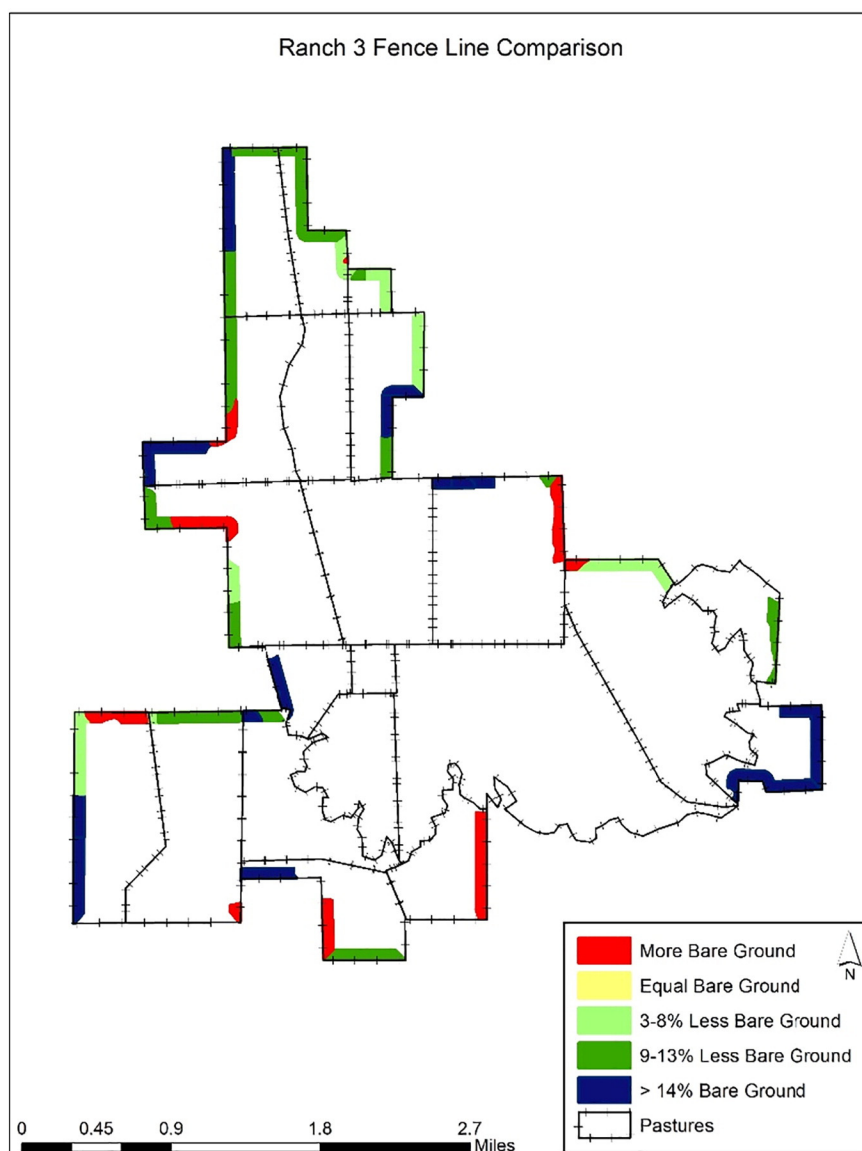 Ranch 3 Fence Line Comparison
More Bare Ground
Equal Bare Ground
3-8% Less Bare Ground
9-13% Less Bare Ground
> 14% Bare Ground
Pastures
N
0 0.45 0.9 1.8 2.7
Miles